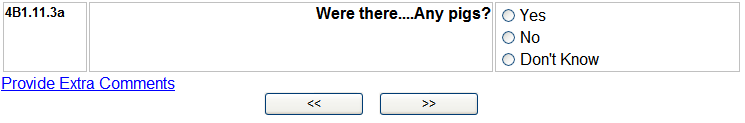 4B1.11.3a
Were there....Any pigs?
Yes
No
Don't Know
Provide Extra Comments
<< >>